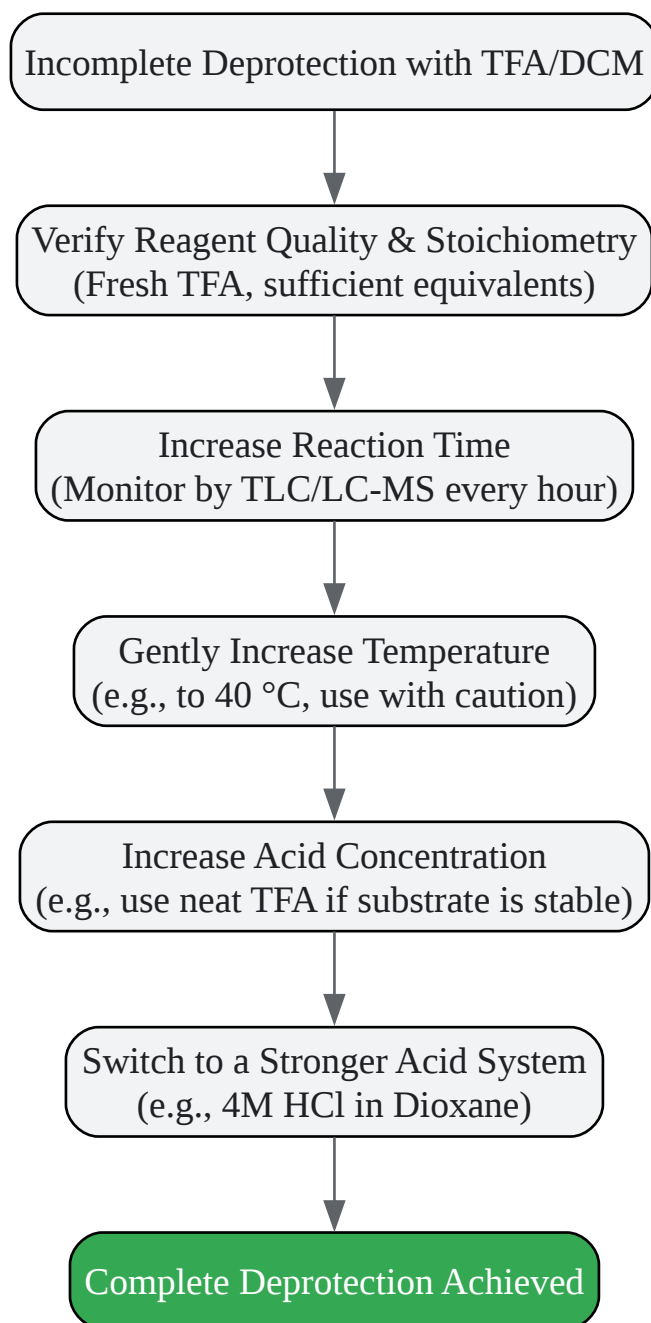 Incomplete Deprotection with TFA/DCM
Verify Reagent Quality & Stoichiometry
(Fresh TFA, sufficient equivalents)
Increase Reaction Time
(Monitor by TLC/LC-MS every hour)
Gently Increase Temperature
(e.g., to 40 °C, use with caution)
Increase Acid Concentration
(e.g., use neat TFA if substrate is stable)
Switch to a Stronger Acid System
(e.g., 4M HCl in Dioxane)
Complete Deprotection Achieved